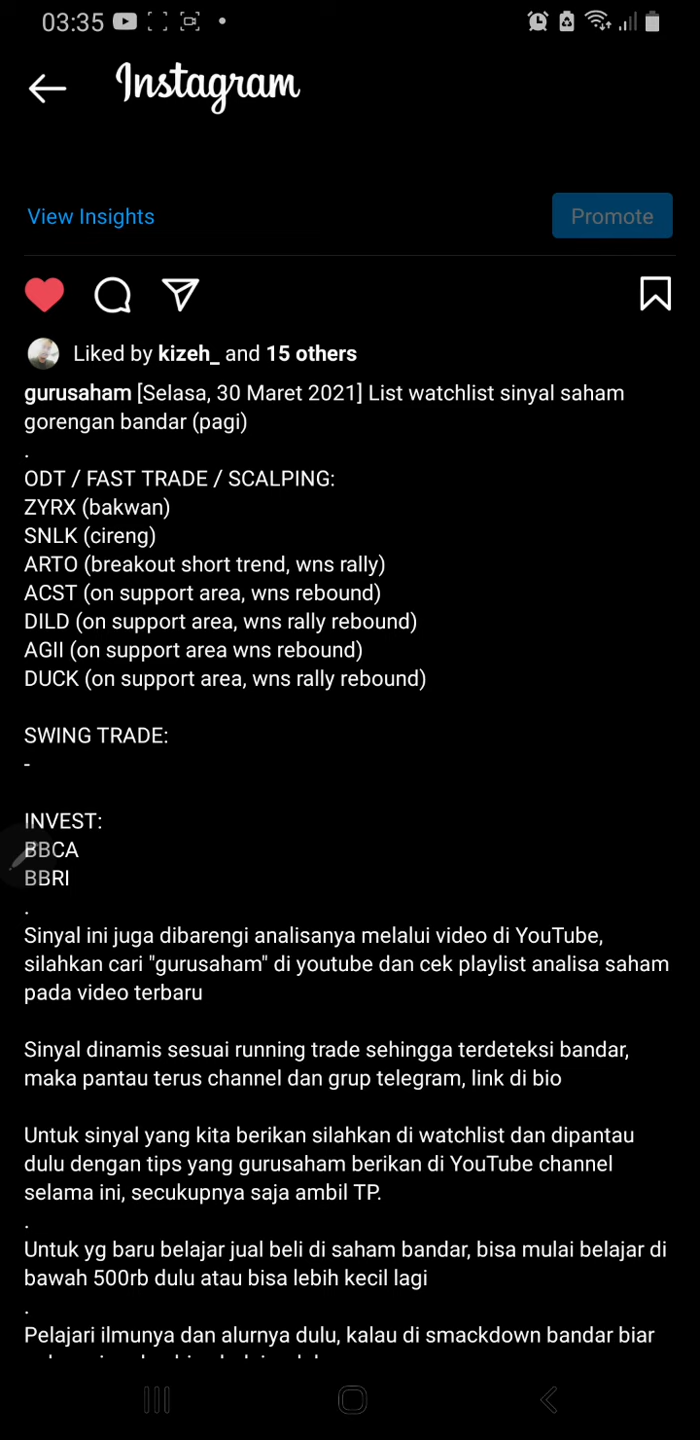 03:35
Instagram
View Insights
Promote
Liked by kizeh_ and 15 others
gurusaham [Selasa, 30 Maret 2021] List watchlist sinyal saham
gorengan bandar (pagi)
.
ODT / FAST TRADE / SCALPING:
ZYRX (bakwan)
SNLK (cireng)
ARTO (breakout short trend, wns rally)
ACST (on support area, wns rebound)
DILD (on support area, wns rally rebound)
AGII (on support area wns rebound)
DUCK (on support area, wns rally rebound)
SWING TRADE:
-
INVEST:
BBCA
BBRI
.
Sinyal ini juga dibarengi analisanya melalui video di YouTube,
silahkan cari "gurusaham" di youtube dan cek playlist analisa saham
pada video terbaru
Sinyal dinamis sesuai running trade sehingga terdeteksi bandar,
maka pantau terus channel dan grup telegram, link di bio
Untuk sinyal yang kita berikan silahkan di watchlist dan dipantau
dulu dengan tips yang gurusaham berikan di YouTube channel
selama ini, secukupnya saja ambil TP.
.
Untuk yg baru belajar jual beli di saham bandar, bisa mulai belajar di
bawah 500rb dulu atau bisa lebih kecil lagi
.
Pelajari ilmunya dan alurnya dulu, kalau di smackdown bandar biar